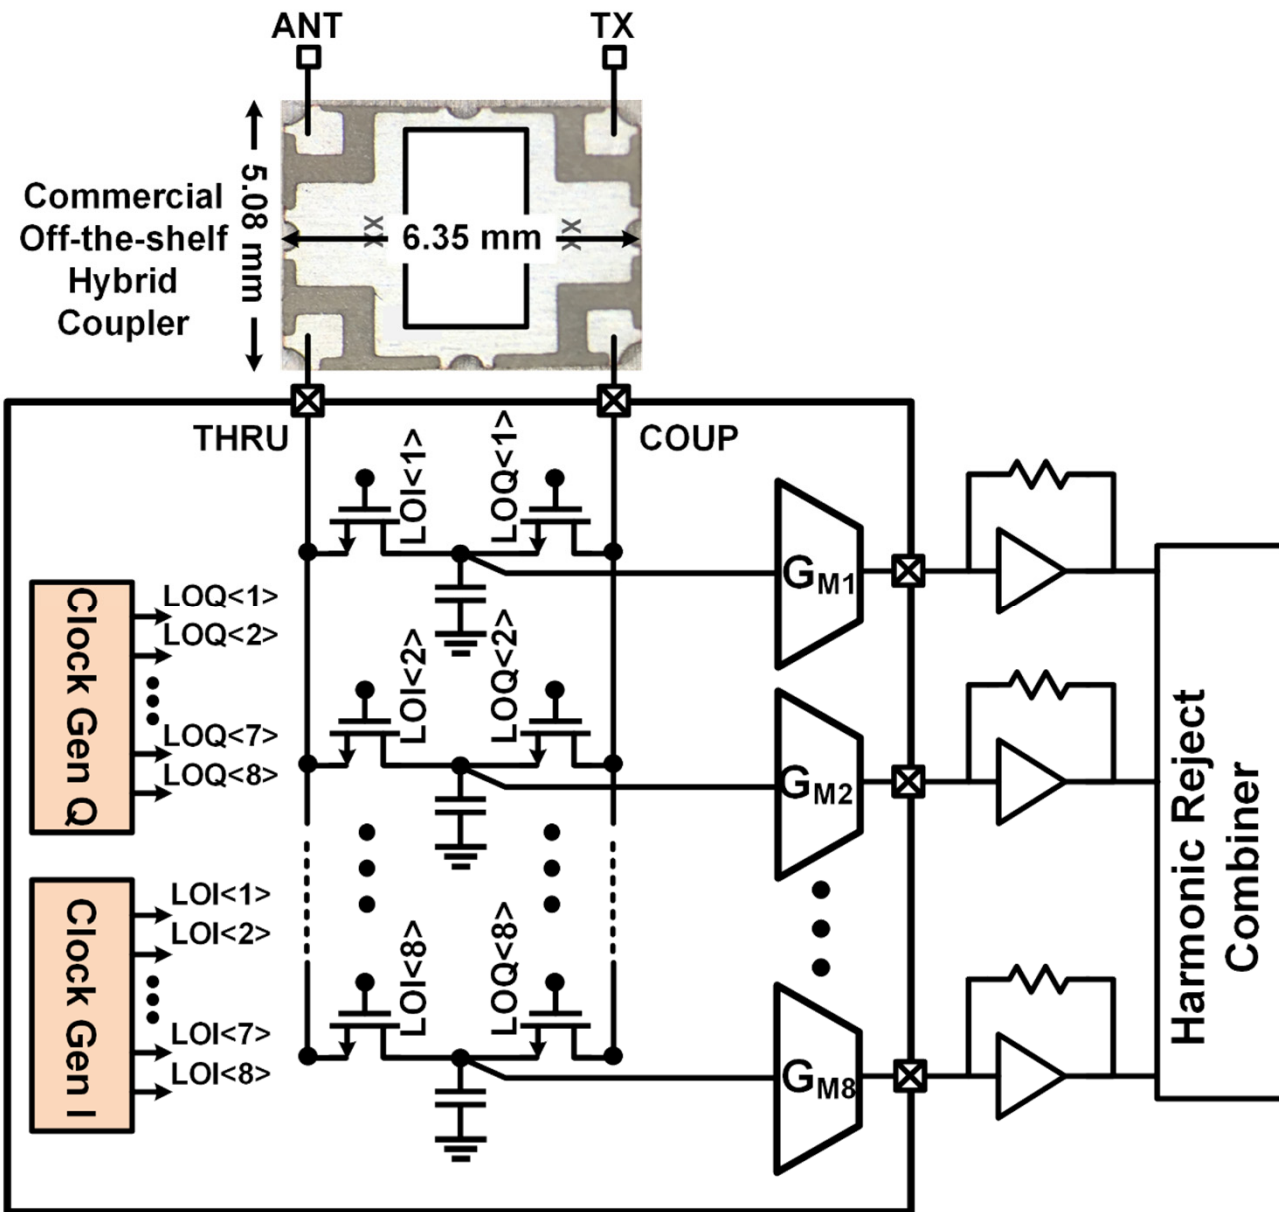 ANT
TX
Commercial
Off-the-shelf
Hybrid
Coupler
5.08 mm
XX
6.35 mm
XX
THRU
COUP
LOI<1>
LOQ<1>
GM1
Clock Gen Q
LOQ<1>
LOQ<2>
LOQ<7>
LOQ<8>
LOI<2>
LOQ<2>
GM2
Clock Gen I
LOI<1>
LOI<2>
LOI<7>
LOI<8>
LOI<8>
LOQ<8>
GM8
Harmonic Reject
Combiner